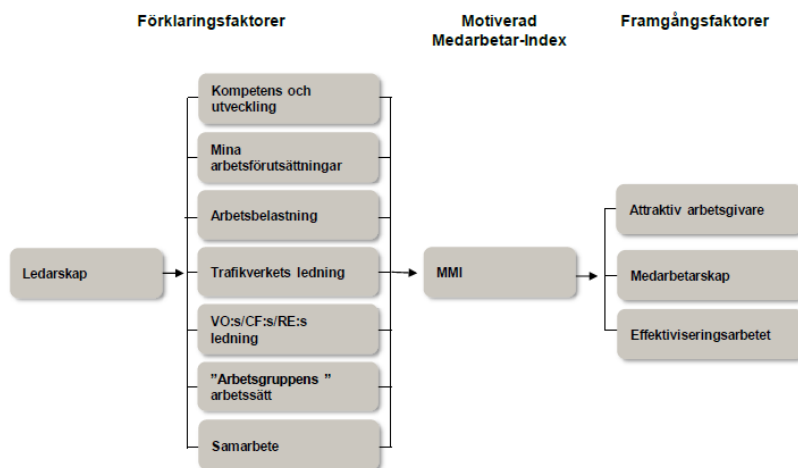 Förklaringsfaktorer
Motiverad
Medarbetar-Index
Framgångsfaktorer
Ledarskap
Kompetens och
utveckling
Mina
arbetsförutsättningar
Arbetsbelastning
Trafikverkets ledning
VO:s/CF:s/RE:s
ledning
”Arbetsgruppens ”
arbetssätt
Samarbete
MMI
Attraktiv arbetsgivare
Medarbetarskap
Effektiviseringsarbetet